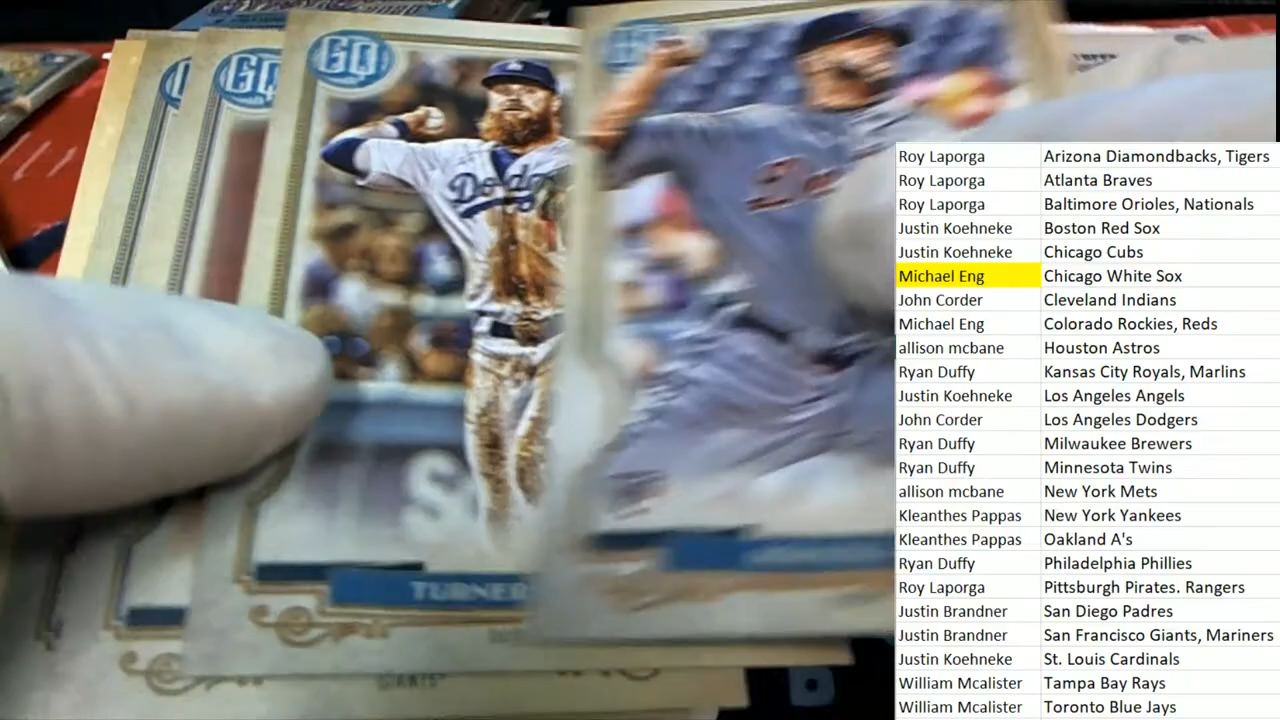 GQ
GQ
Dodg
TURNER
GIANTS
Roy Laporga Arizona Diamondbacks, Tigers
Roy Laporga Atlanta Braves
Roy Laporga Baltimore Orioles, Nationals
Justin Koehneke Boston Red Sox
Justin Koehneke Chicago Cubs
Michael Eng Chicago White Sox
John Corder Cleveland Indians
Michael Eng Colorado Rockies, Reds
allison mcbane Houston Astros
Ryan Duffy Kansas City Royals, Marlins
Justin Koehneke Los Angeles Angels
John Corder Los Angeles Dodgers
Ryan Duffy Milwaukee Brewers
Ryan Duffy Minnesota Twins
allison mcbane New York Mets
Kleanthes Pappas New York Yankees
Kleanthes Pappas Oakland A's
Ryan Duffy Philadelphia Phillies
Roy Laporga Pittsburgh Pirates. Rangers
Justin Brandner San Diego Padres
Justin Brandner San Francisco Giants, Mariners
Justin Koehneke St. Louis Cardinals
William Mcalister Tampa Bay Rays
William Mcalister Toronto Blue Jays